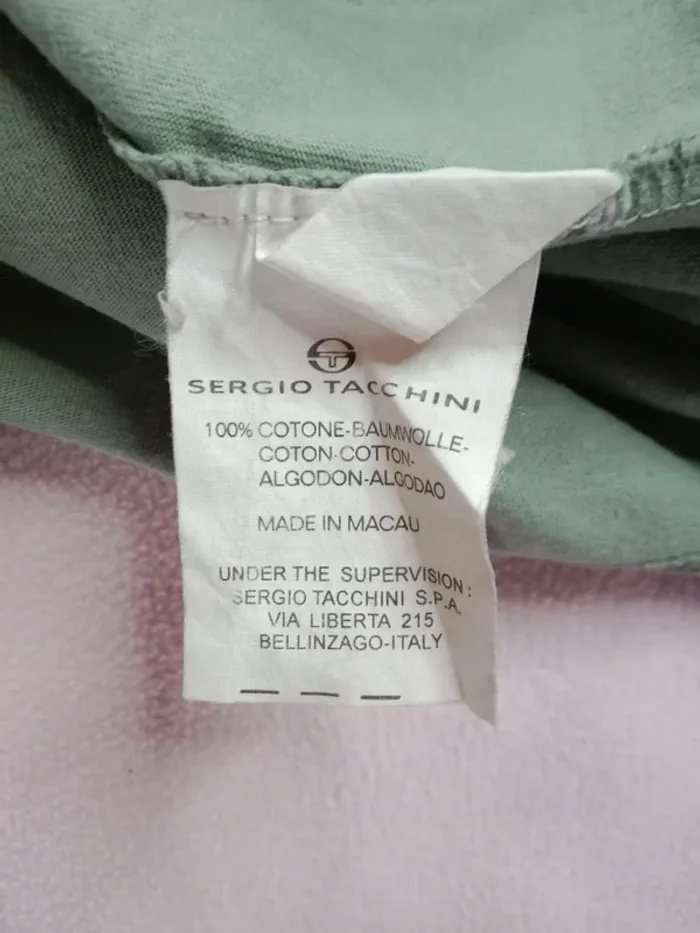 SERGIO TACCHINI
100% COTONE-BAUMWOLLE-
COTON-COTTON-
ALGODON-ALGODAO
MADE IN MACAU
UNDER THE SUPERVISION:
SERGIO TACCHINI S.P.A.
VIA LIBERTA 215
BELLINZAGO-ITALY